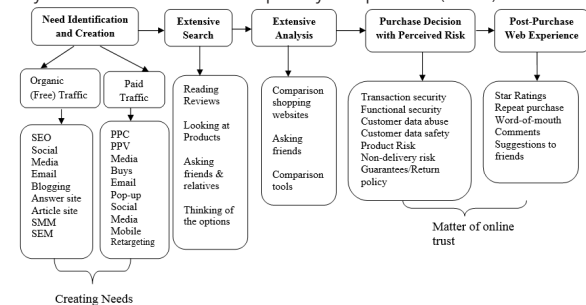 Need Identification
and Creation
Extensive
Search
Extensive
Analysis
Purchase Decision
with Perceived Risk
Post-Purchase
Web Experience
Organic
(Free) Traffic
Paid
Traffic
SEO
Social
Media
Email
Blogging
Answer site
Article site
SMM
SEM
PPC
PPV
Media
Buys
Email
Pop-up
Social
Media
Mobile
Retargeting
Reading
Reviews
Looking at
Products
Asking
friends &
relatives
Thinking of
the options
Comparison
shopping
websites
Asking
friends
Comparison
tools
Transaction security
Functional security
Customer data abuse
Customer data safety
Product Risk
Non-delivery risk
Guarantees/Return
policy
Star Ratings
Repeat purchase
Word-of-mouth
Comments
Suggestions to
friends
Creating Needs
Matter of online
trust